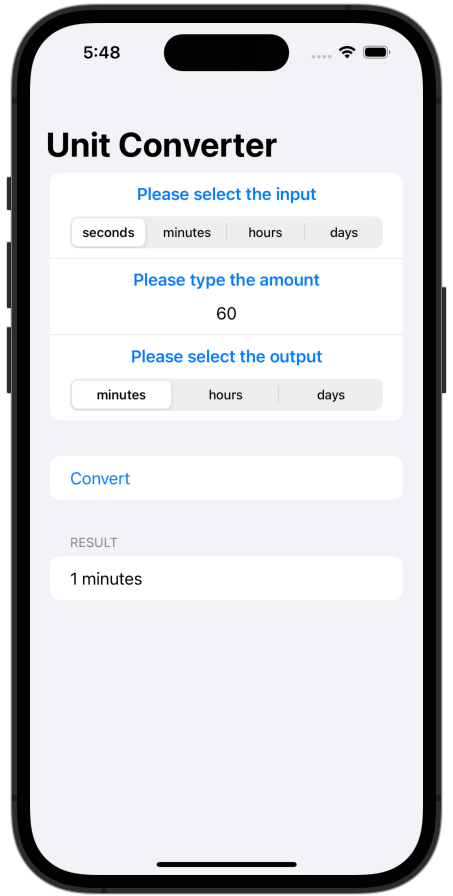 5:48
Unit Converter
Please select the input
seconds minutes hours days
Please type the amount
60
Please select the output
minutes hours days
Convert
RESULT
1 minutes